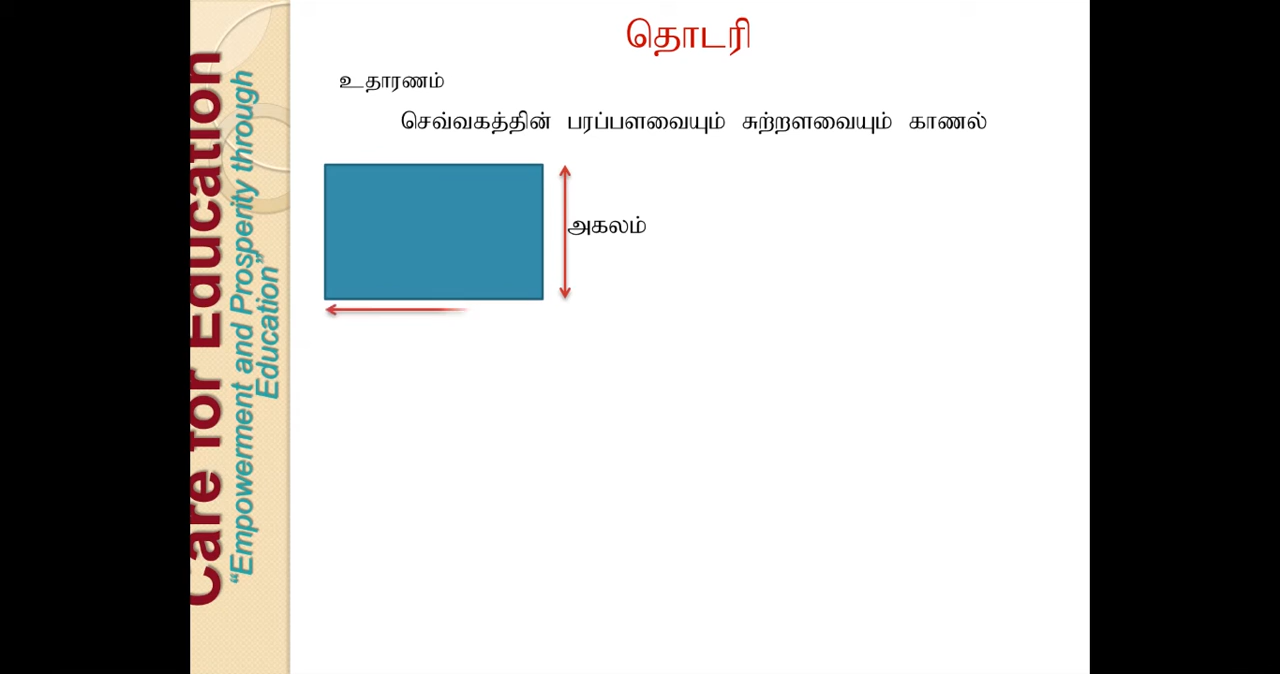 தொடரி
உதாரணம்
செவ்வகத்தின் பரப்பளவையும் சுற்றளவையும் காணல்
அகலம்
Care for Education
“Empowerment and Prosperity through
Education”